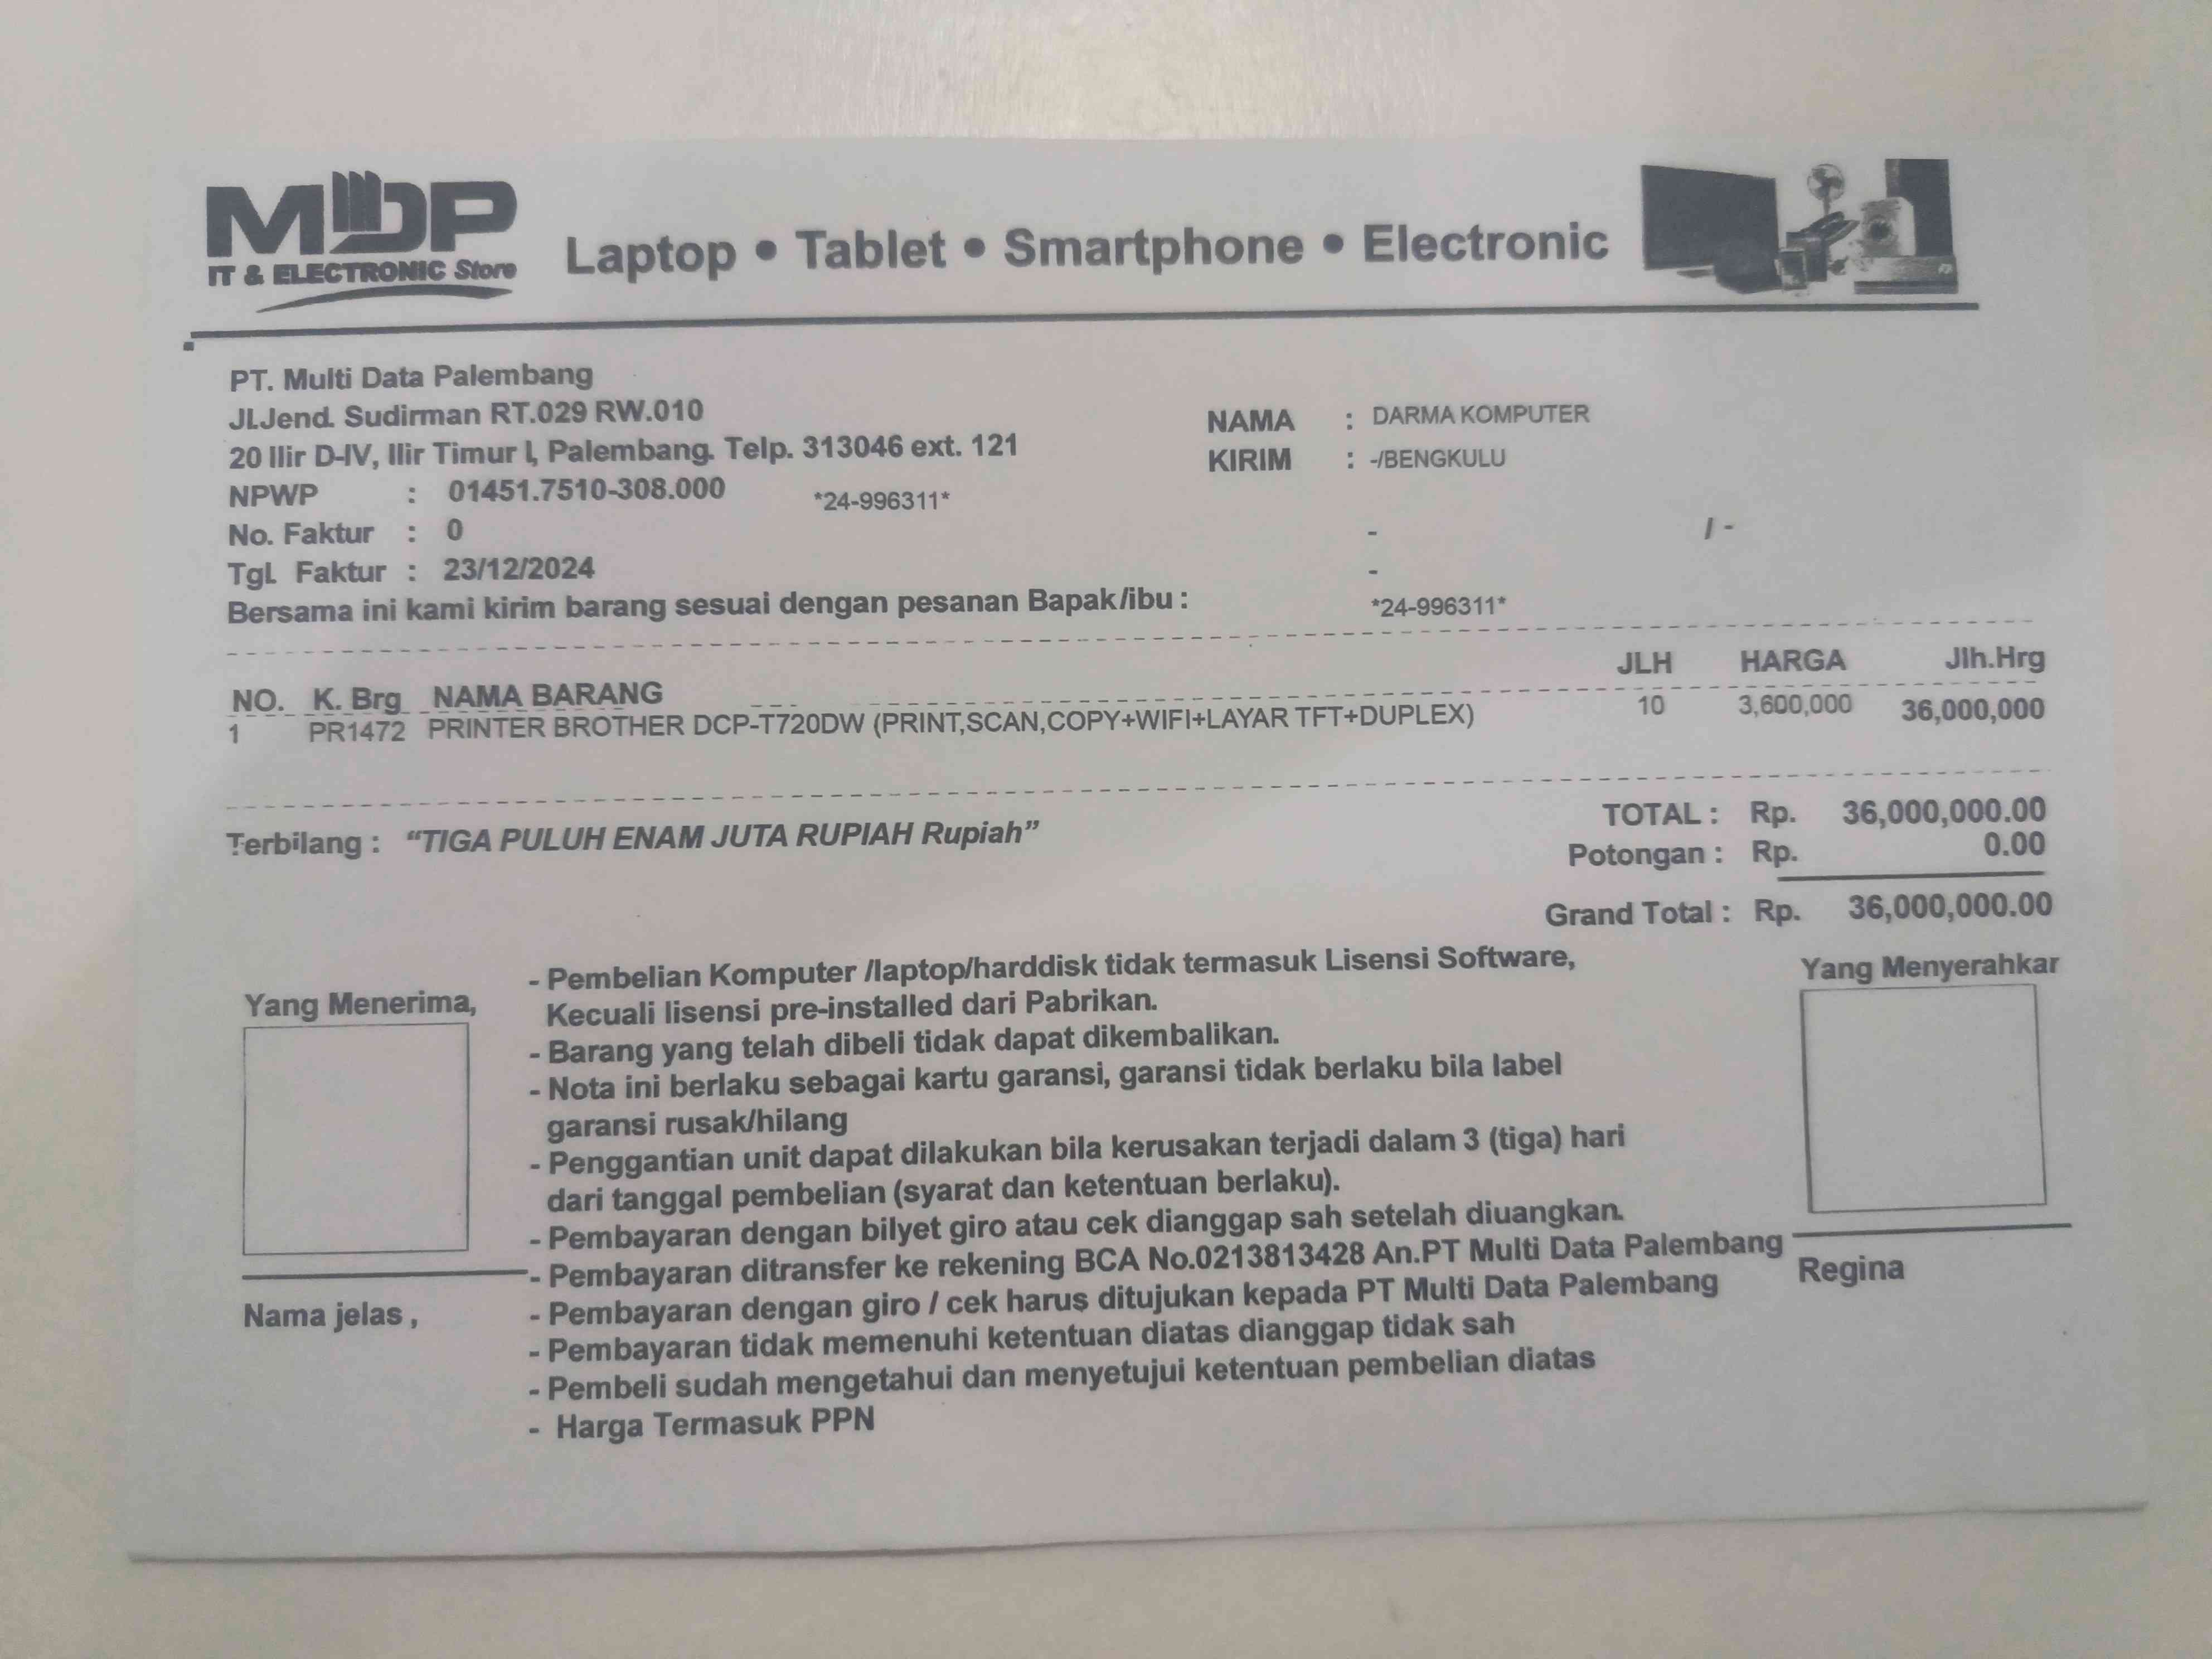 MDP
IT & ELECTRONIC Store
Laptop • Tablet • Smartphone • Electronic
PT. Multi Data Palembang
Jl.Jend. Sudirman RT.029 RW.010
20 Ilir D-IV, Ilir Timur I, Palembang. Telp. 313046 ext. 121
NPWP : 01451.7510-308.000 *24-996311*
No. Faktur : 0
Tgl. Faktur : 23/12/2024
Bersama ini kami kirim barang sesuai dengan pesanan Bapak/ibu :
NAMA : DARMA KOMPUTER
KIRIM : -/BENGKULU
- / -
-
*24-996311*
NO. K. Brg NAMA BARANG JLH HARGA Jlh.Hrg
1 PR1472 PRINTER BROTHER DCP-T720DW (PRINT,SCAN,COPY+WIFI+LAYAR TFT+DUPLEX) 10 3,600,000 36,000,000
Terbilang : “TIGA PULUH ENAM JUTA RUPIAH Rupiah”
TOTAL : Rp. 36,000,000.00
Potongan : Rp. 0.00
Grand Total : Rp. 36,000,000.00
Yang Menerima,
Nama jelas ,
- Pembelian Komputer /laptop/harddisk tidak termasuk Lisensi Software,
Kecuali lisensi pre-installed dari Pabrikan.
- Barang yang telah dibeli tidak dapat dikembalikan.
- Nota ini berlaku sebagai kartu garansi, garansi tidak berlaku bila label
garansi rusak/hilang
- Penggantian unit dapat dilakukan bila kerusakan terjadi dalam 3 (tiga) hari
dari tanggal pembelian (syarat dan ketentuan berlaku).
- Pembayaran dengan bilyet giro atau cek dianggap sah setelah diuangkan.
- Pembayaran ditransfer ke rekening BCA No.0213813428 An.PT Multi Data Palembang
- Pembayaran dengan giro / cek harus ditujukan kepada PT Multi Data Palembang
- Pembayaran tidak memenuhi ketentuan diatas dianggap tidak sah
- Pembeli sudah mengetahui dan menyetujui ketentuan pembelian diatas
- Harga Termasuk PPN
Yang Menyerahkar
Regina